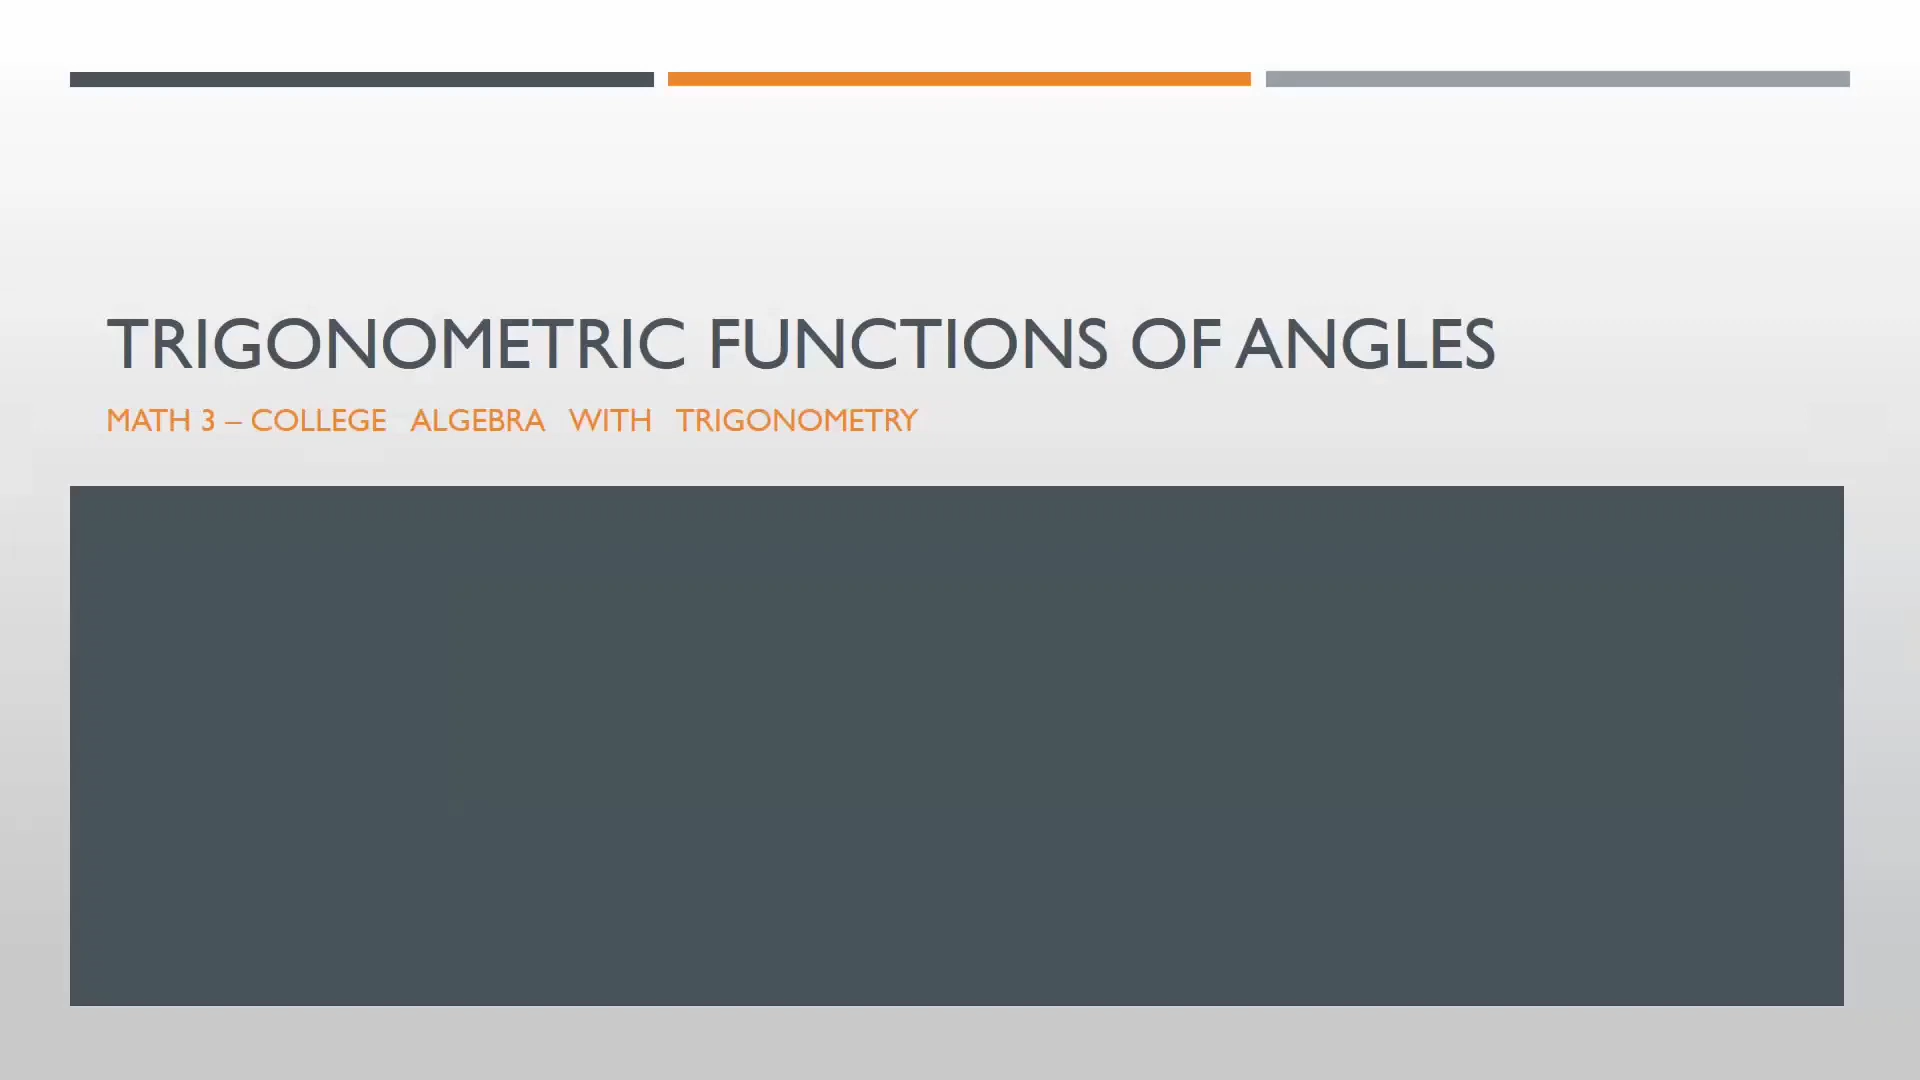 TRIGONOMETRIC FUNCTIONS OF ANGLES
MATH 3 – COLLEGE ALGEBRA WITH TRIGONOMETRY